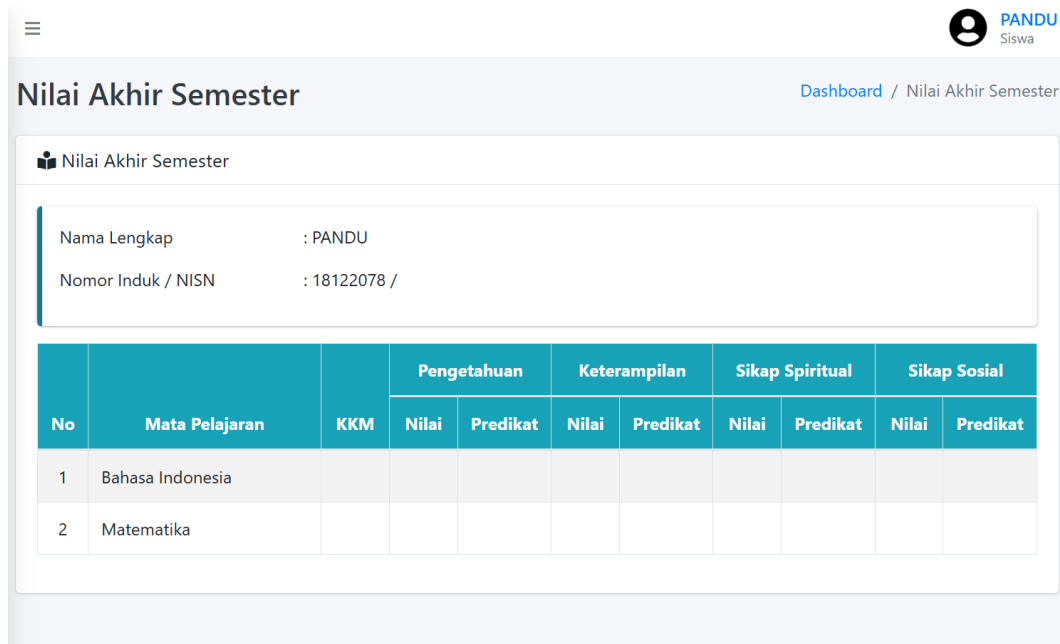 PANDU
Siswa
Nilai Akhir Semester
Dashboard / Nilai Akhir Semester
Nilai Akhir Semester
Nama Lengkap : PANDU
Nomor Induk / NISN : 18122078 /
No Mata Pelajaran KKM Pengetahuan Keterampilan Sikap Spiritual Sikap Sosial
Nilai Predikat Nilai Predikat Nilai Predikat Nilai Predikat
1 Bahasa Indonesia
2 Matematika